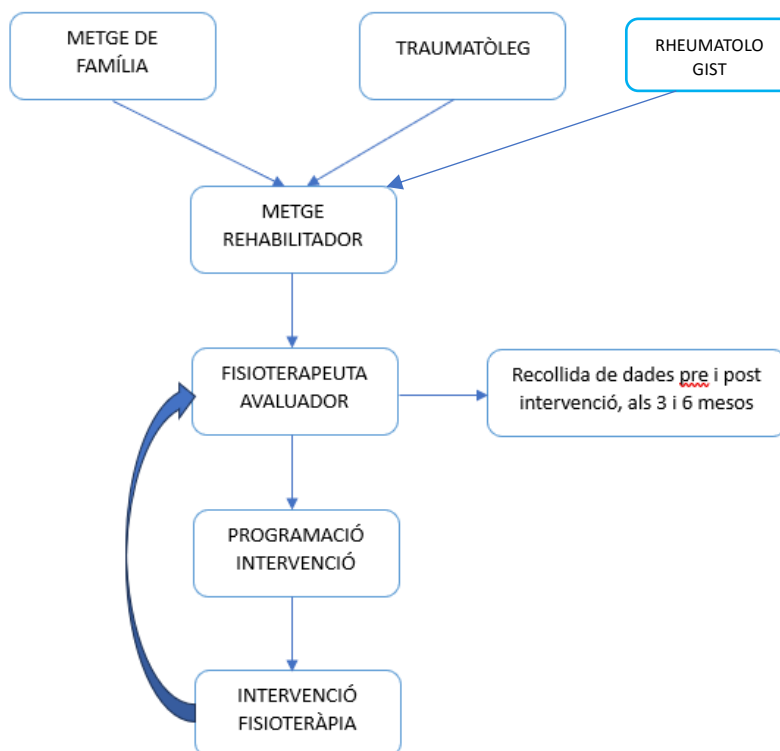 METGE DE
FAMÍLIA
TRAUMATÒLEG
RHEUMATOLO
GIST
METGE
REHABILITADOR
FISIOTERAPEUTA
AVALUADOR
Recollida de dades pre i post
intervenció, als 3 i 6 mesos
PROGRAMACIÓ
INTERVENCIÓ
INTERVENCIÓ
FISIOTERÀPIA